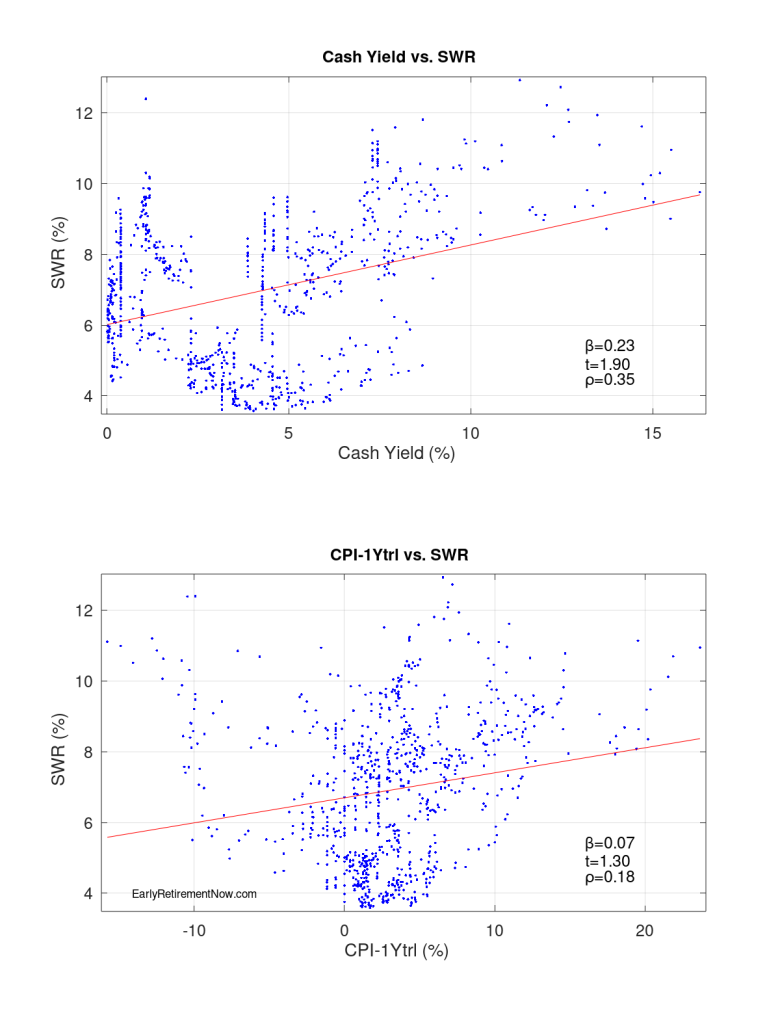 Cash Yield vs. SWR
12
10
8
6
4
SWR (%)
β=0.23
t=1.90
ρ=0.35
0 5 10 15
Cash Yield (%)
CPI-1Ytrl vs. SWR
12
10
8
6
4
SWR (%)
β=0.07
t=1.30
ρ=0.18
EarlyRetirementNow.com
-10 0 10 20
CPI-1Ytrl (%)